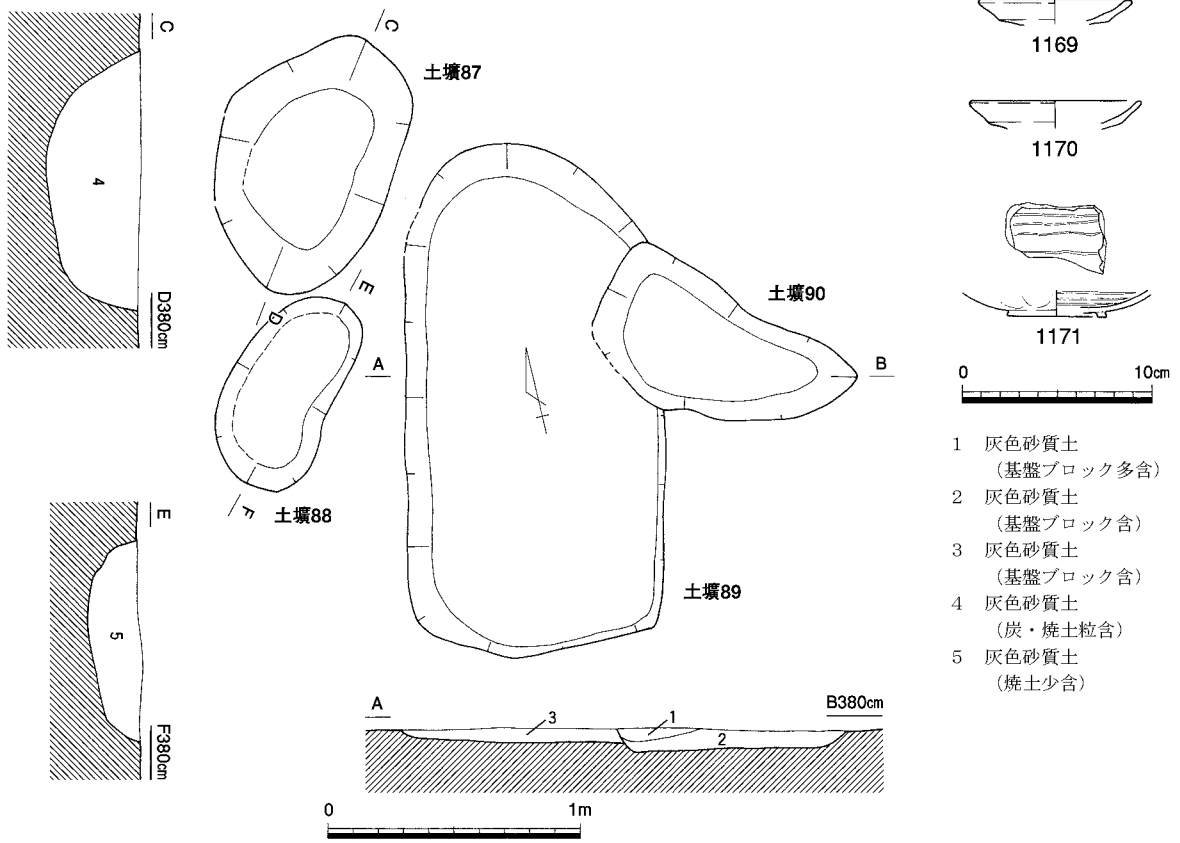 C
C
土壙87
4
D380cm
E
D
A
土壙90
B
F
土壙88
E
5
F380cm
土壙89
A
B380cm
3
1
2
0
1m
1169
1170
1171
0
10cm
1 灰色砂質土
(基盤ブロック多含)
2 灰色砂質土
(基盤ブロック含)
3 灰色砂質土
(基盤ブロック含)
4 灰色砂質土
(炭・焼土粒含)
5 灰色砂質土
(焼土少含)